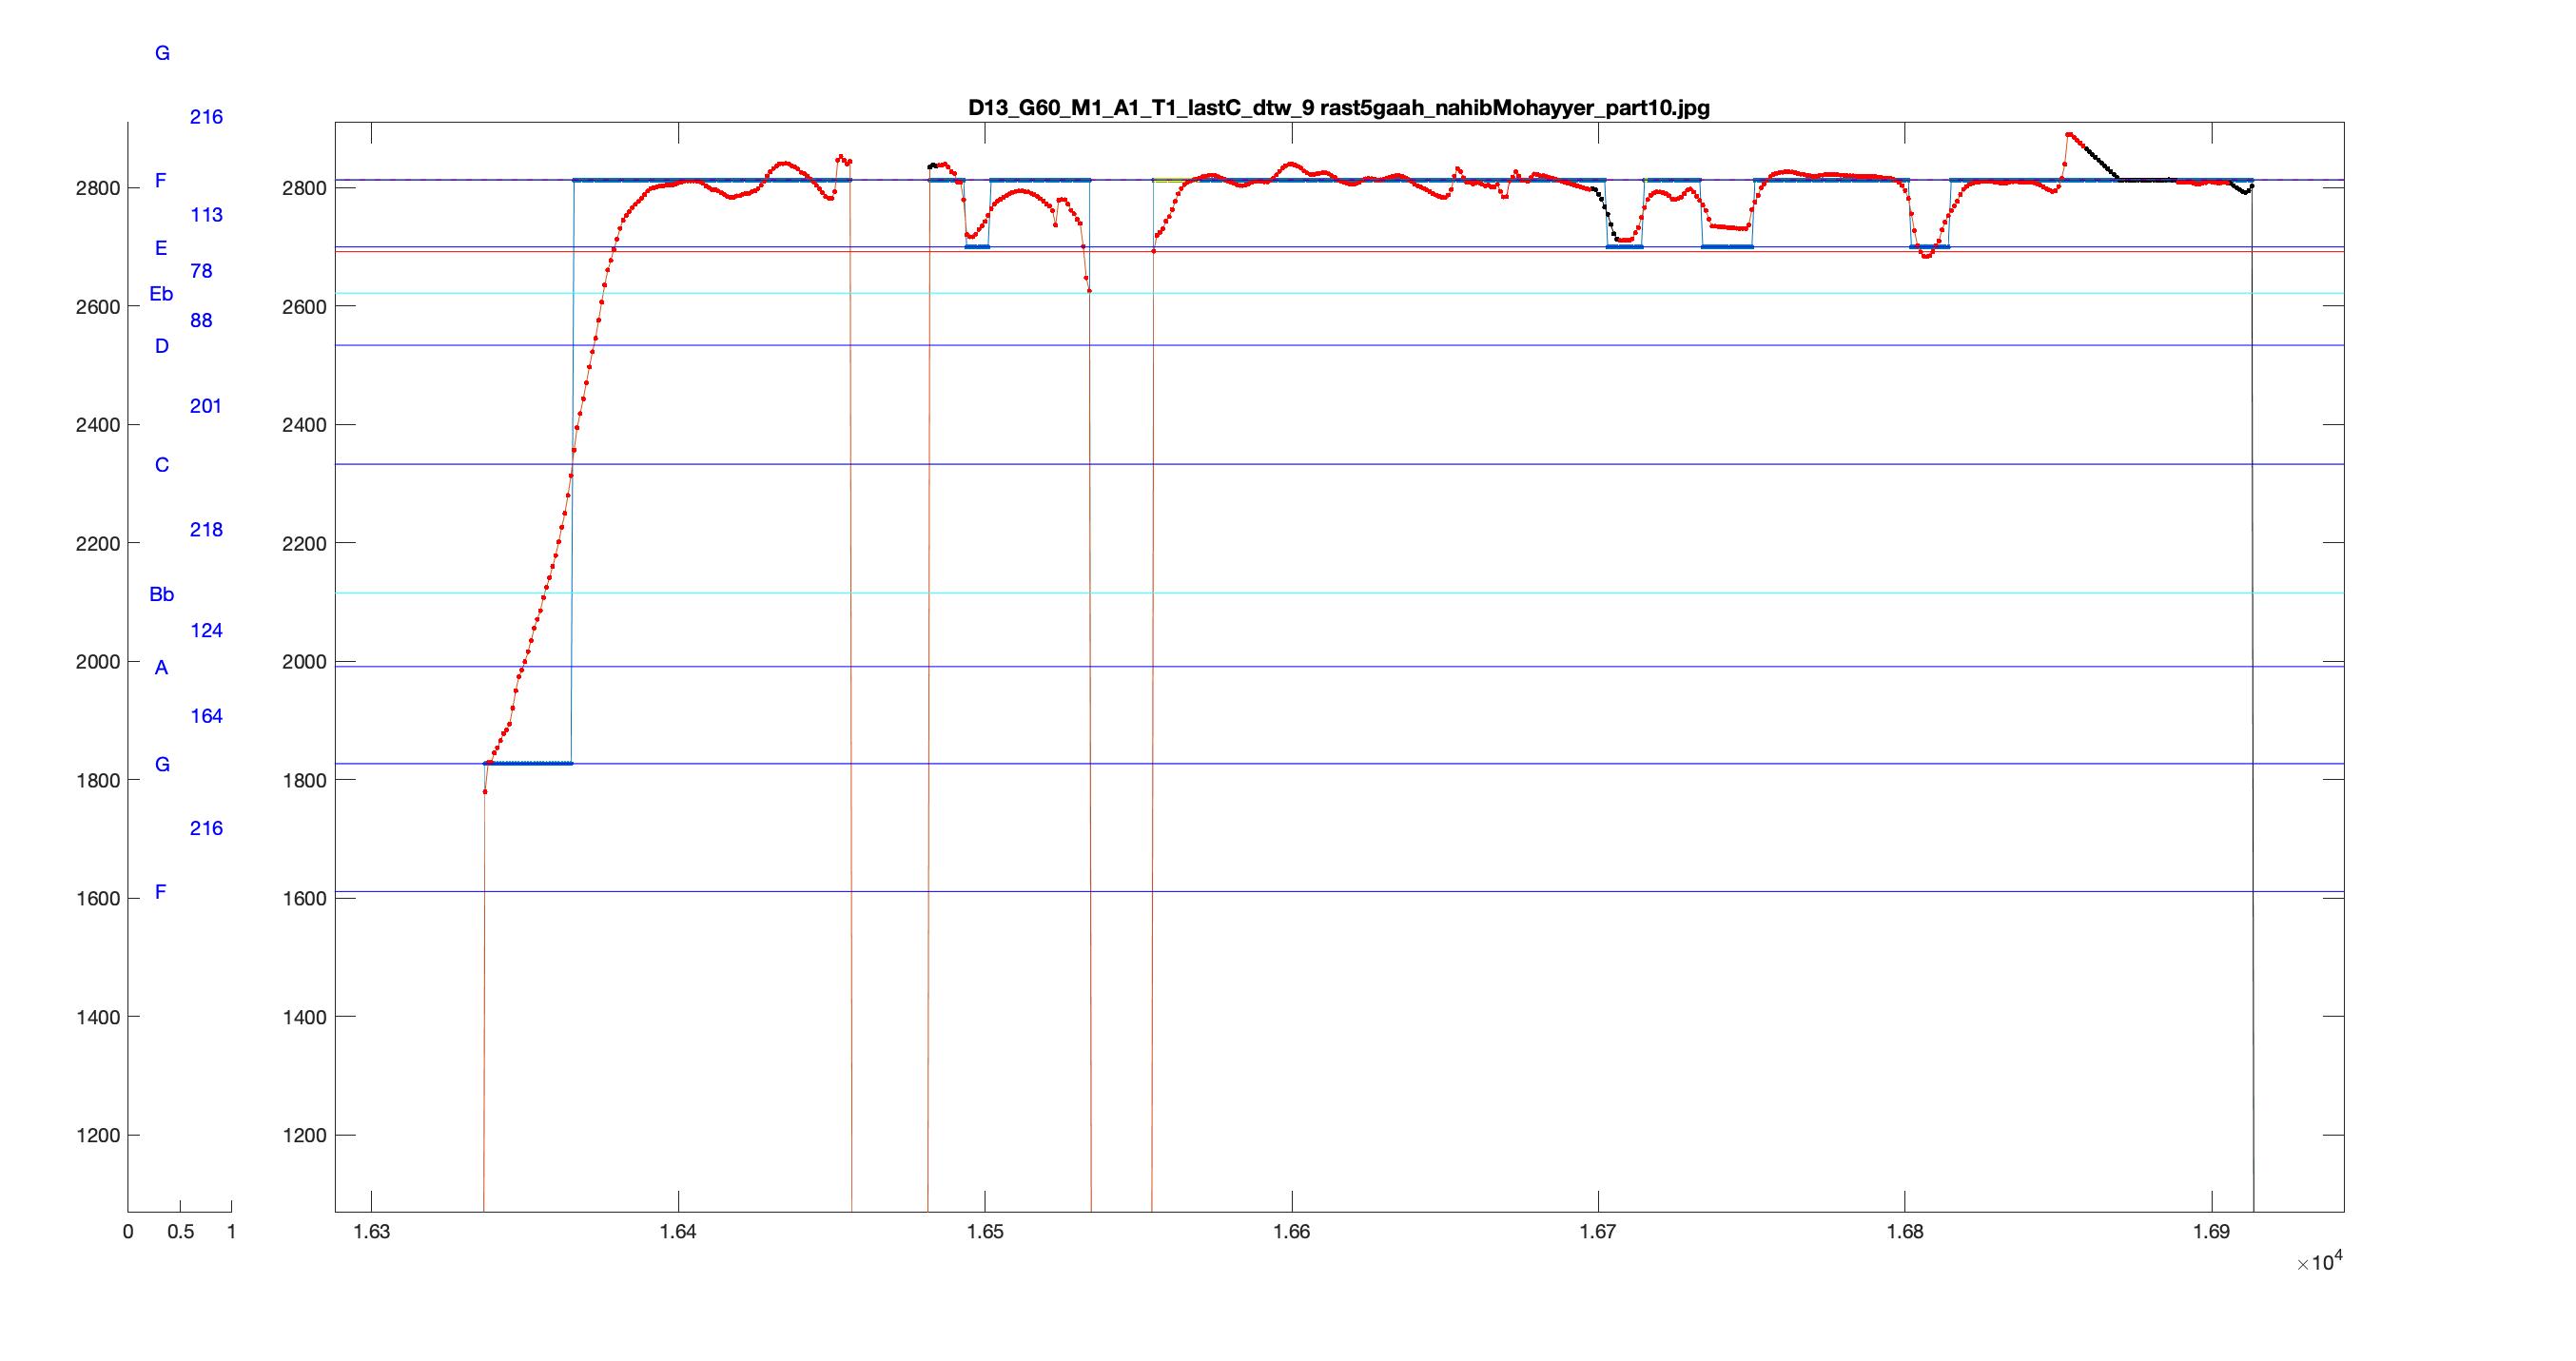 G
D13_G60_M1_A1_T1_lastC_dtw_9 rast5gaah_nahibMohayyer_part10.jpg
216
2800 F 2800
113
E
78
2600 Eb 2600
88
D
201
2400 2400
C
218
2200 2200
Bb
124
2000 A 2000
164
G
1800 1800
216
1600 F 1600
1400 1400
1200 1200
0 0.5 1 1.63 1.64 1.65 1.66 1.67 1.68 1.69
×10^4